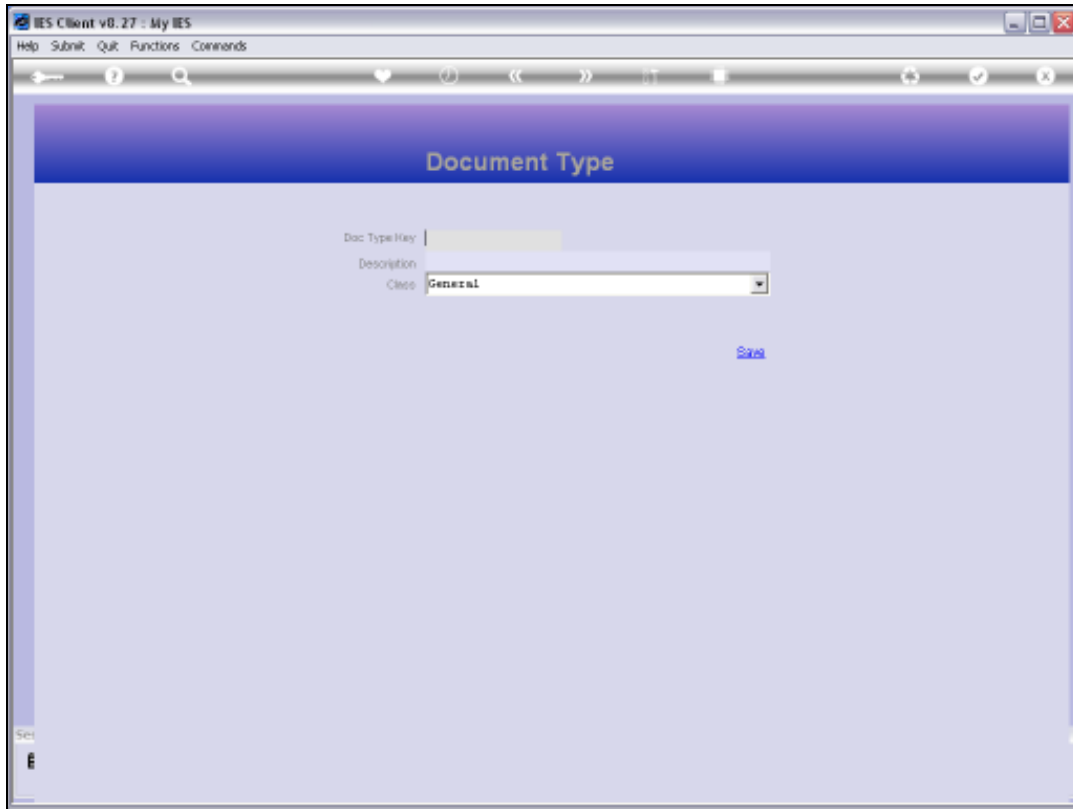 IES Client v8.27 : My IES
Help Submit Quit Functions Commands
Document Type
Doc Type Key
Description
Class General
Save